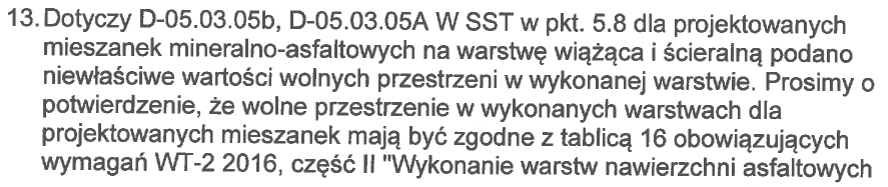 13. Dotyczy D-05.03.05b, D-05.03.05A W SST w pkt. 5.8 dla projektowanych
mieszanek mineralno-asfaltowych na warstwę wiążąca i ścieralną podano
niewłaściwe wartości wolnych przestrzeni w wykonanej warstwie. Prosimy o
potwierdzenie, że wolne przestrzenie w wykonanych warstwach dla
projektowanych mieszanek mają być zgodne z tablicą 16 obowiązujących
wymagań WT-2 2016, część II "Wykonanie warstw nawierzchni asfaltowych